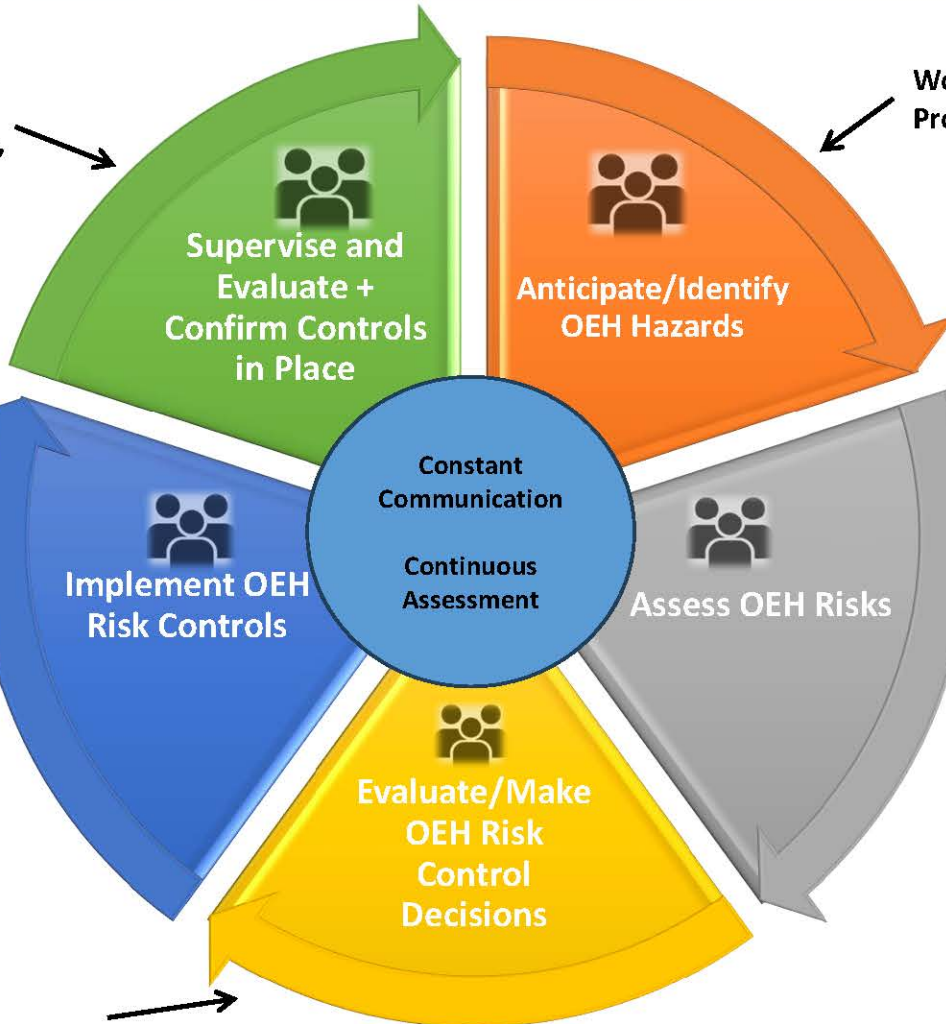 Supervise and
Evaluate +
Confirm Controls
in Place
Anticipate/Identify
OEH Hazards
Constant
Communication
Continuous
Assessment
Implement OEH
Risk Controls
Assess OEH Risks
Evaluate/Make
OEH Risk
Control
Decisions